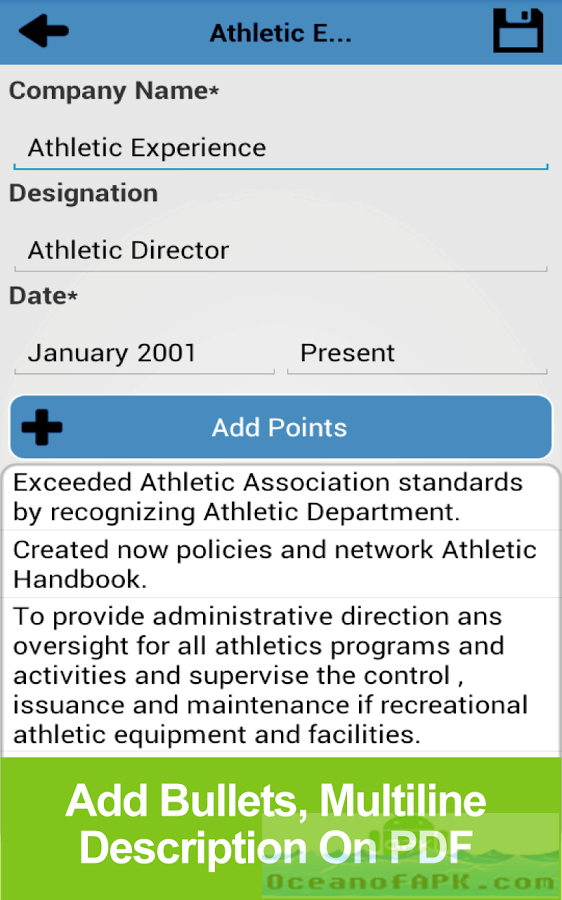 Athletic E...
Company Name*
Athletic Experience
Designation
Athletic Director
Date*
January 2001 Present
Add Points
Exceeded Athletic Association standards
by recognizing Athletic Department.
Created now policies and network Athletic
Handbook.
To provide administrative direction ans
oversight for all athletics programs and
activities and supervise the control ,
issuance and maintenance if recreational
athletic equipment and facilities.
Add Bullets, Multiline
Description On PDF
OceanofAPK.com